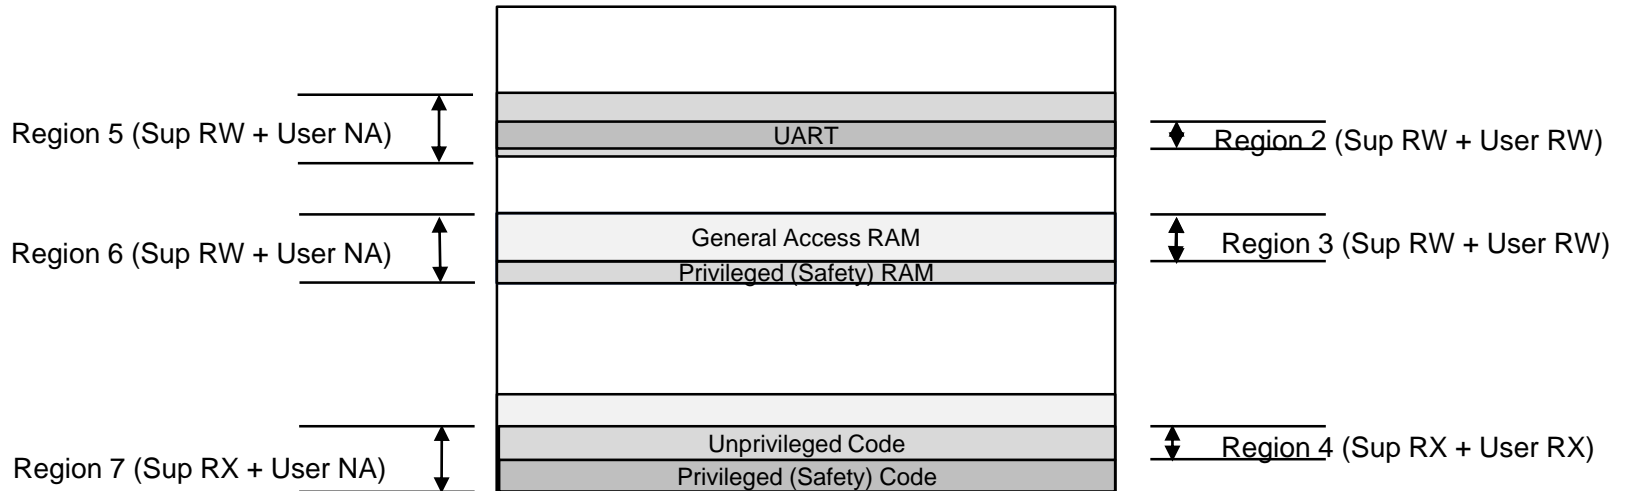 Region 5 (Sup RW + User NA)
UART
Region 2 (Sup RW + User RW)
Region 6 (Sup RW + User NA)
General Access RAM
Region 3 (Sup RW + User RW)
Privileged (Safety) RAM
Unprivileged Code
Region 4 (Sup RX + User RX)
Region 7 (Sup RX + User NA)
Privileged (Safety) Code